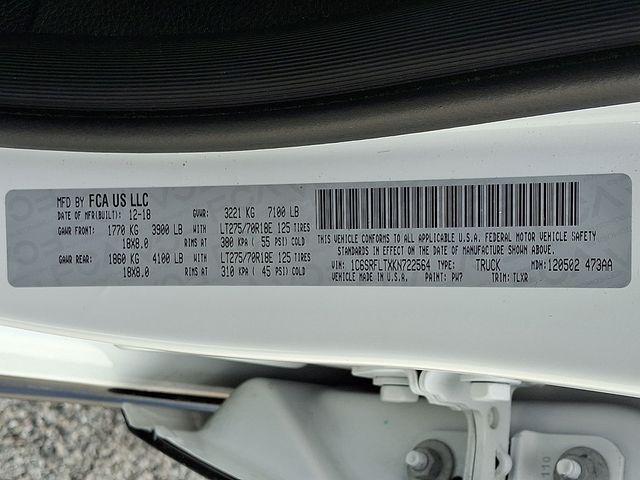 MFD BY FCA US LLC
DATE OF MFR(BUILT): 12-18 GVWR: 3221 KG 7100 LB
GAWR FRONT: 1770 KG 3900 LB WITH LT275/70R18E 125 TIRES
18X8.0 RIMS AT 380 KPA ( 55 PSI) COLD
GAWR REAR: 1860 KG 4100 LB WITH LT275/70R18E 125 TIRES
18X8.0 RIMS AT 310 KPA ( 45 PSI) COLD
THIS VEHICLE CONFORMS TO ALL APPLICABLE U.S.A. FEDERAL MOTOR VEHICLE SAFETY
STANDARDS IN EFFECT ON THE DATE OF MANUFACTURE SHOWN ABOVE.
VIN: 1C6SRFLTXKN722564 TYPE: TRUCK MDH: 120502 473AA
VEHICLE MADE IN U.S.A. PAINT: PW7 TRIM: TLXR
110